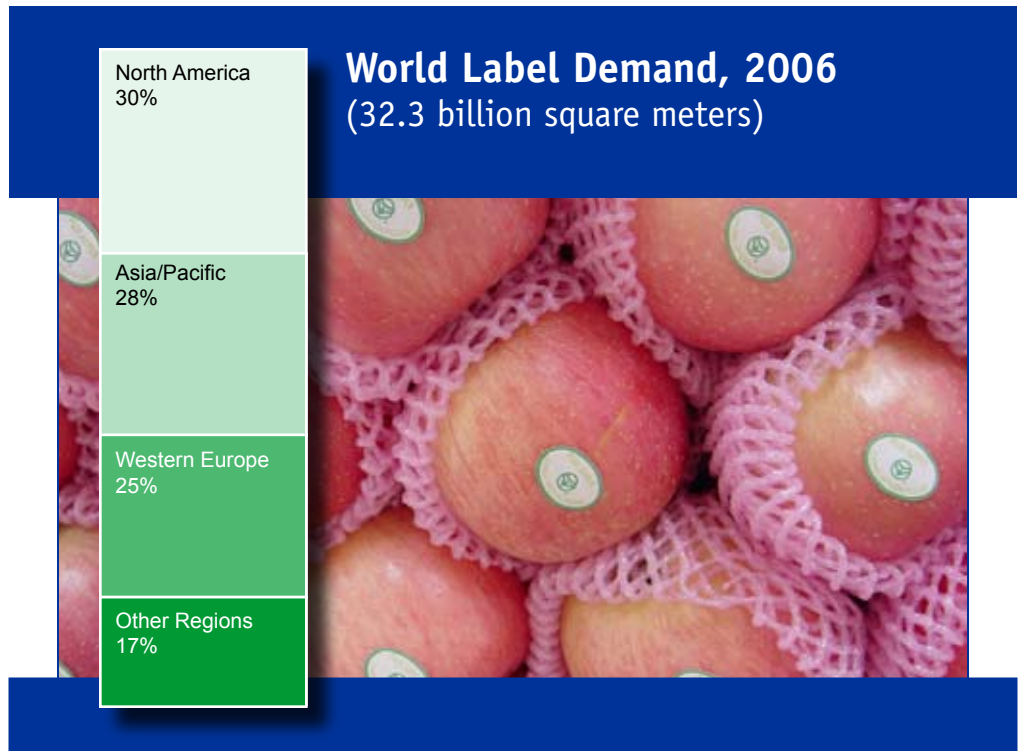 World Label Demand, 2006
(32.3 billion square meters)
North America
30%
Asia/Pacific
28%
Western Europe
25%
Other Regions
17%